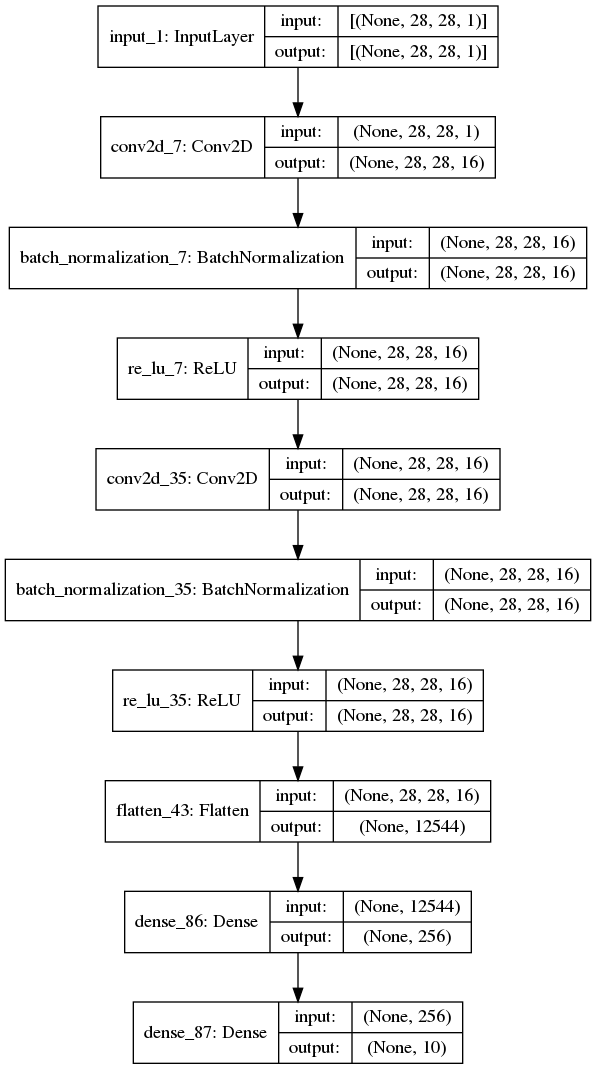 input_1: InputLayer
input: [(None, 28, 28, 1)]
output: [(None, 28, 28, 1)]
conv2d_7: Conv2D
input: (None, 28, 28, 1)
output: (None, 28, 28, 16)
batch_normalization_7: BatchNormalization
input: (None, 28, 28, 16)
output: (None, 28, 28, 16)
re_lu_7: ReLU
input: (None, 28, 28, 16)
output: (None, 28, 28, 16)
conv2d_35: Conv2D
input: (None, 28, 28, 16)
output: (None, 28, 28, 16)
batch_normalization_35: BatchNormalization
input: (None, 28, 28, 16)
output: (None, 28, 28, 16)
re_lu_35: ReLU
input: (None, 28, 28, 16)
output: (None, 28, 28, 16)
flatten_43: Flatten
input: (None, 28, 28, 16)
output: (None, 12544)
dense_86: Dense
input: (None, 12544)
output: (None, 256)
dense_87: Dense
input: (None, 256)
output: (None, 10)